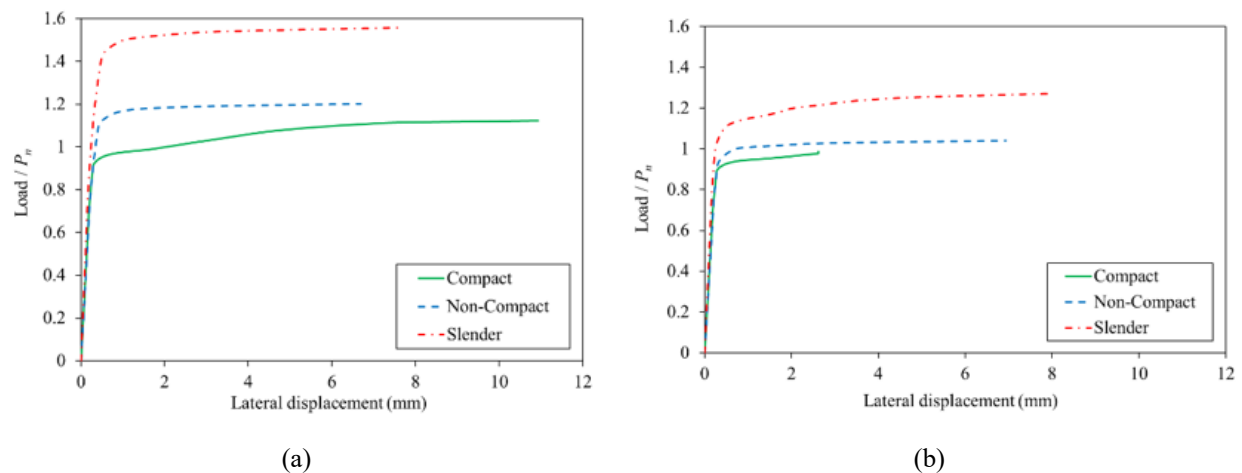 1.6
1.4
1.2
1
0.8
0.6
0.4
0.2
0
Load / Pn
0 2 4 6 8 10 12
Lateral displacement (mm)
Compact
Non-Compact
Slender
(a)
1.6
1.4
1.2
1
0.8
0.6
0.4
0.2
0
Load / Pn
0 2 4 6 8 10 12
Lateral displacement (mm)
Compact
Non-Compact
Slender
(b)